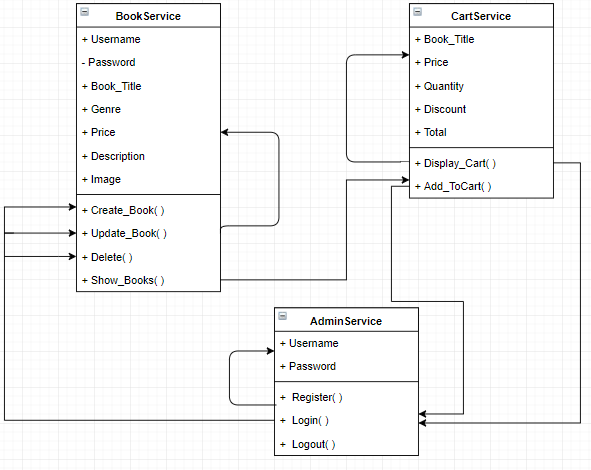 BookService
+ Username
- Password
+ Book_Title
+ Genre
+ Price
+ Description
+ Image
+ Create_Book( )
+ Update_Book( )
+ Delete( )
+ Show_Books( )
CartService
+ Book_Title
+ Price
+ Quantity
+ Discount
+ Total
+ Display_Cart( )
+ Add_ToCart( )
AdminService
+ Username
+ Password
+ Register( )
+ Login( )
+ Logout( )